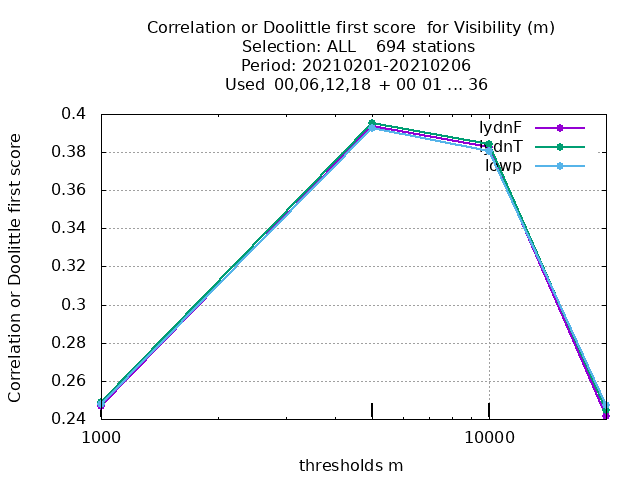 Correlation or Doolittle first score for Visibility (m)
Selection: ALL 694 stations
Period: 20210201-20210206
Used 00,06,12,18 + 00 01 ... 36
Correlation or Doolittle first score
0.4
0.38
0.36
0.34
0.32
0.3
0.28
0.26
0.24
lydnF
1000
10000
thresholds m